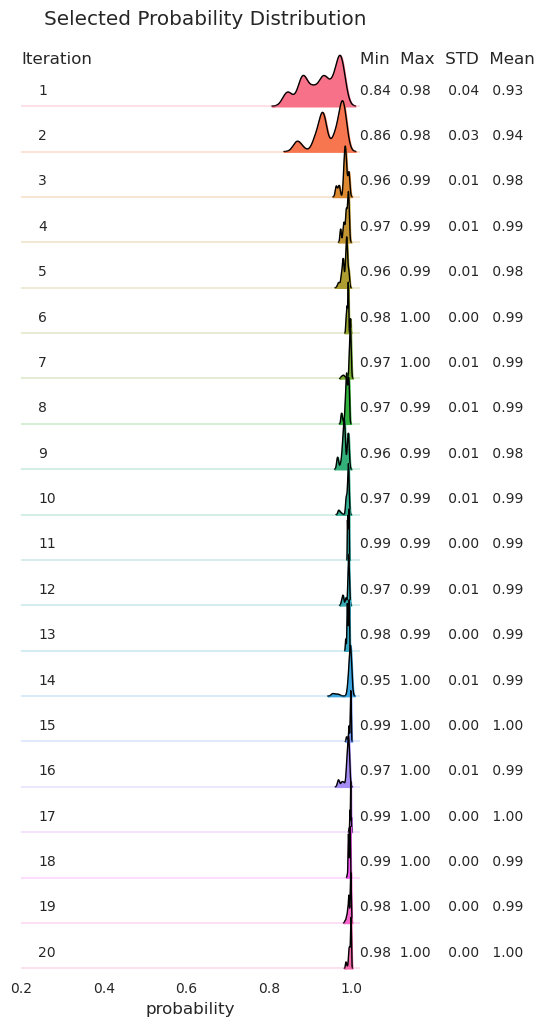 Selected Probability Distribution
Iteration Min Max STD Mean
1 0.84 0.98 0.04 0.93
2 0.86 0.98 0.03 0.94
3 0.96 0.99 0.01 0.98
4 0.97 0.99 0.01 0.99
5 0.96 0.99 0.01 0.98
6 0.98 1.00 0.00 0.99
7 0.97 1.00 0.01 0.99
8 0.97 0.99 0.01 0.99
9 0.96 0.99 0.01 0.98
10 0.97 0.99 0.01 0.99
11 0.99 0.99 0.00 0.99
12 0.97 0.99 0.01 0.99
13 0.98 0.99 0.00 0.99
14 0.95 1.00 0.01 0.99
15 0.99 1.00 0.00 1.00
16 0.97 1.00 0.01 0.99
17 0.99 1.00 0.00 1.00
18 0.99 1.00 0.00 0.99
19 0.98 1.00 0.00 0.99
20 0.98 1.00 0.00 1.00
0.2 0.4 0.6 0.8 1.0
probability